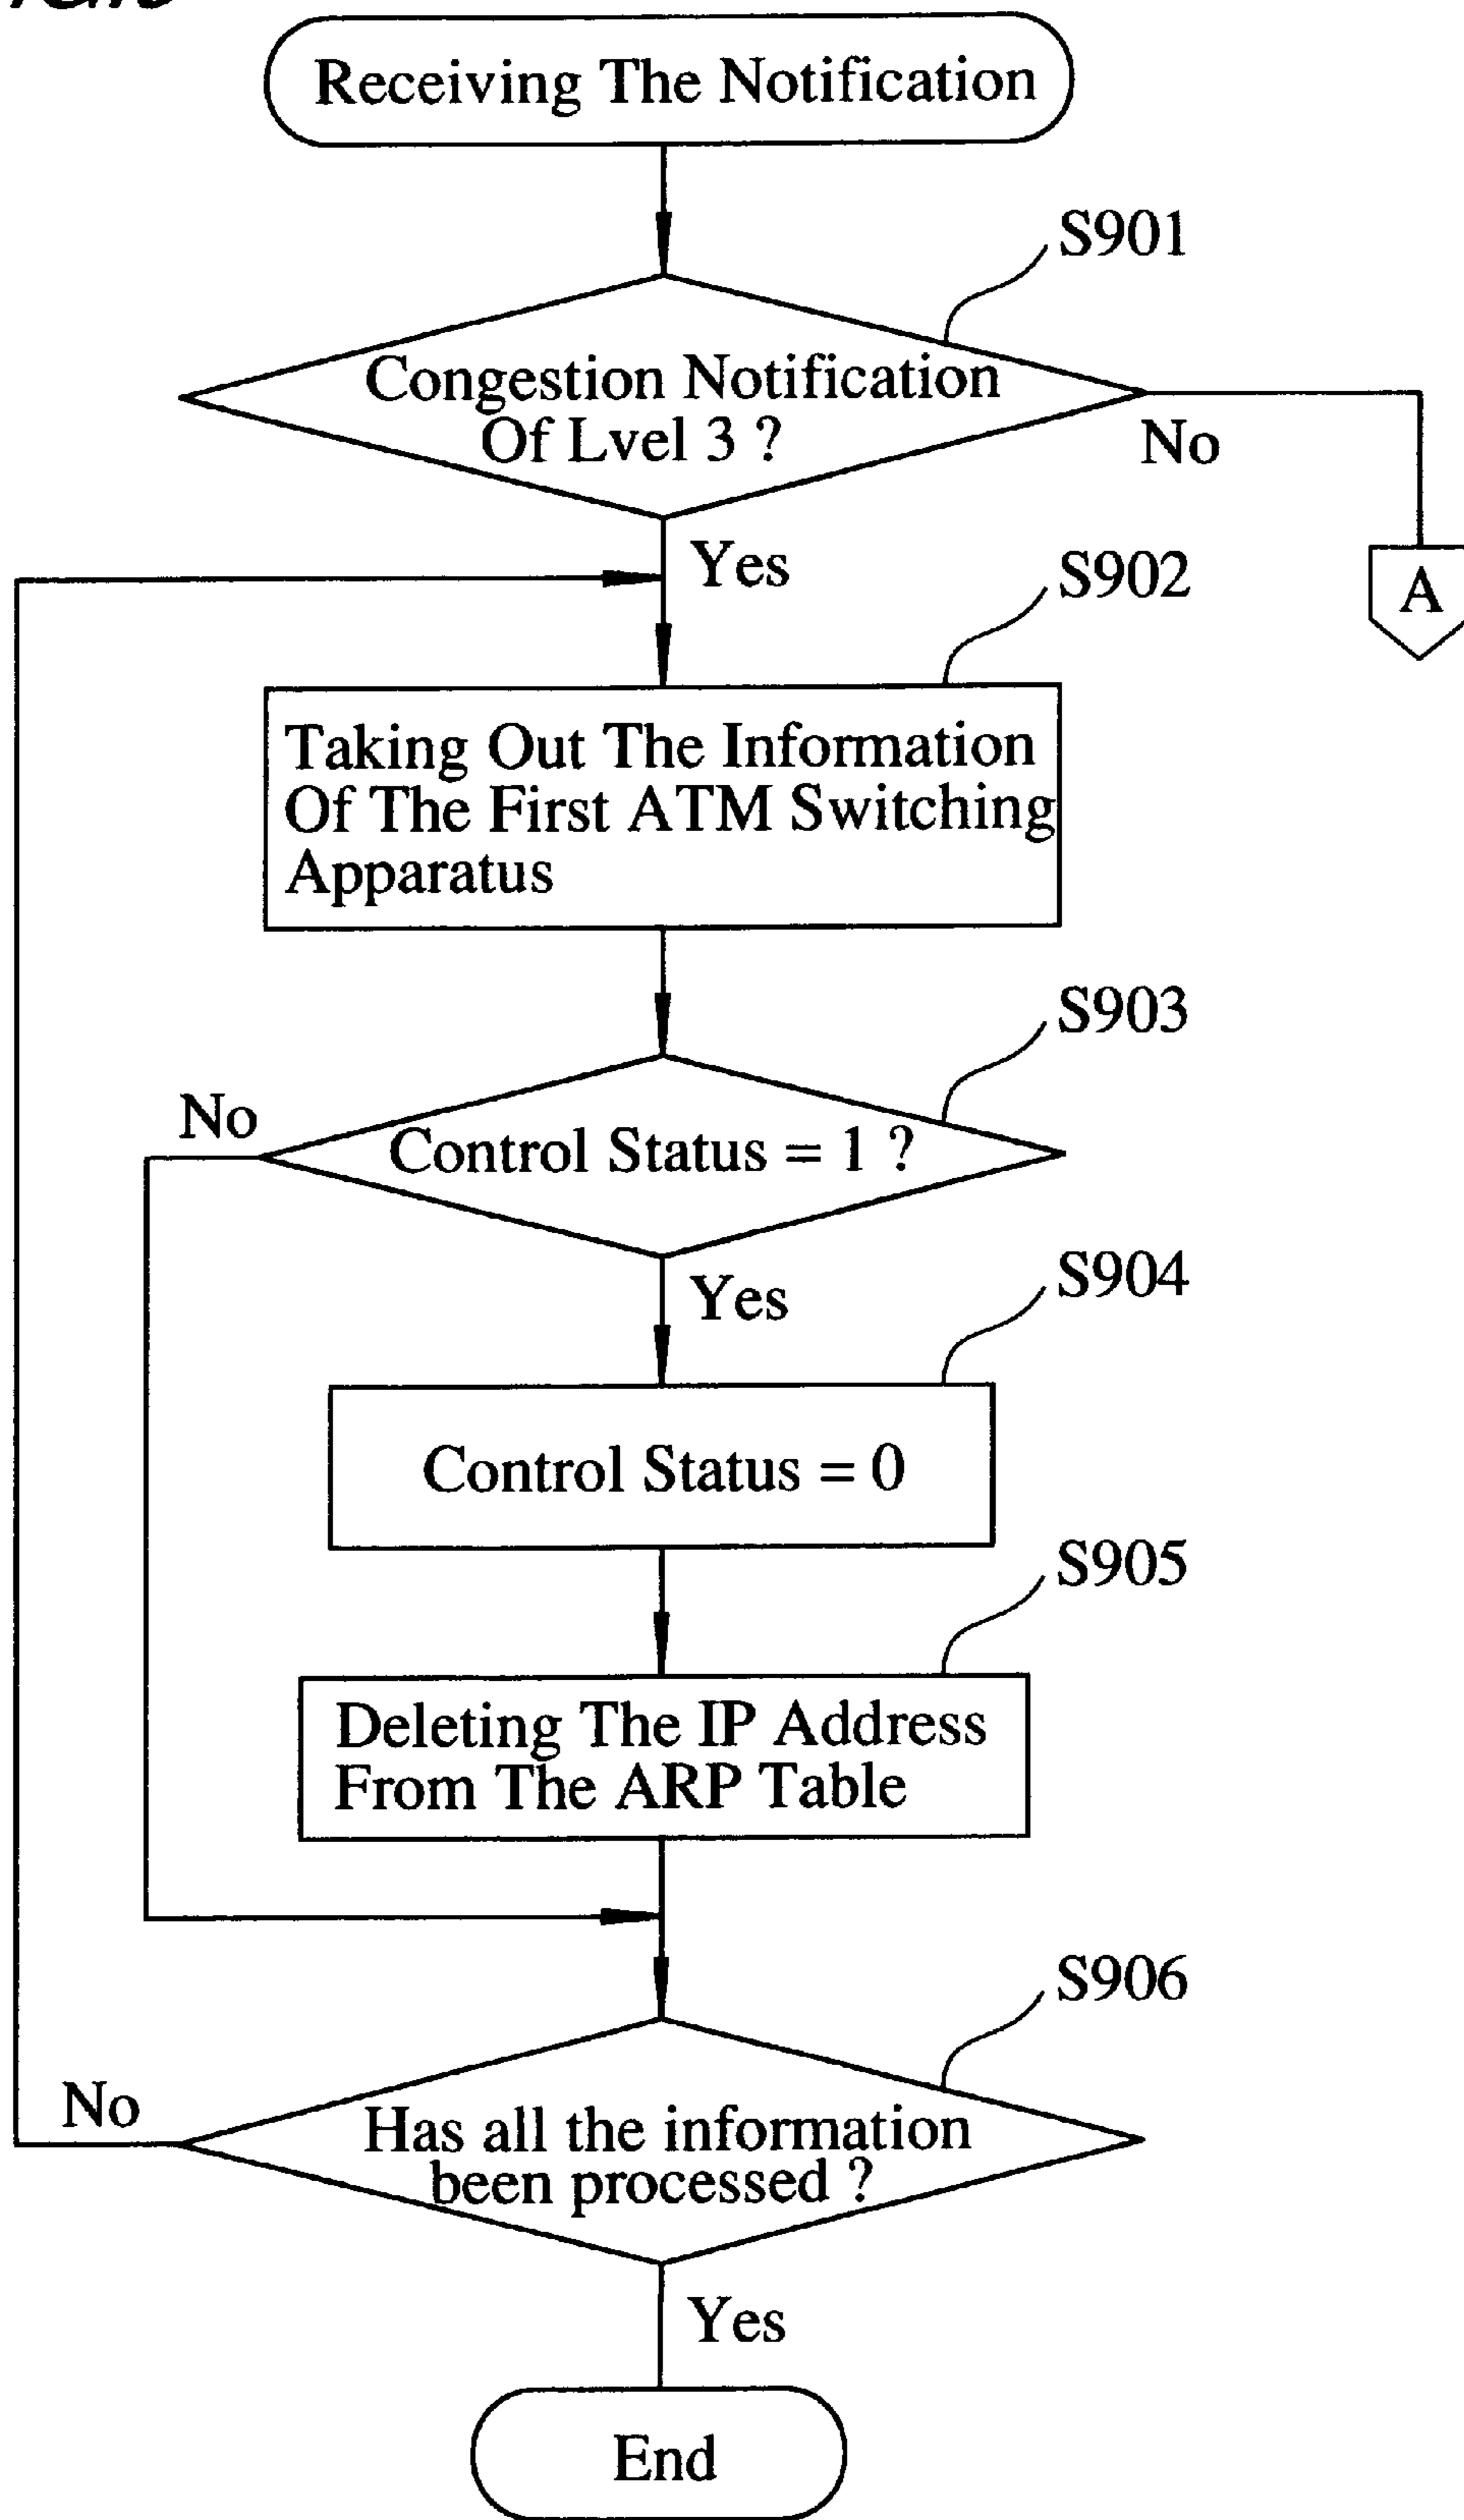 Receiving The Notification
S901
Congestion Notification
Of Lvel 3 ?
No
Yes
S902
A
Taking Out The Information
Of The First ATM Switching
Apparatus
S903
No
Control Status = 1 ?
Yes
S904
Control Status = 0
S905
Deleting The IP Address
From The ARP Table
S906
No
Has all the information
been processed ?
Yes
End